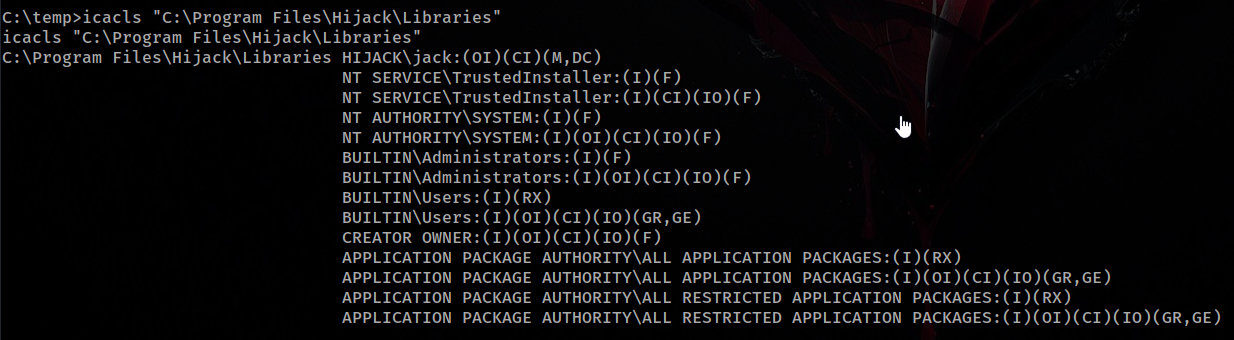 C:\temp>icacls "C:\Program Files\Hijack\Libraries"
icacls "C:\Program Files\Hijack\Libraries"
C:\Program Files\Hijack\Libraries HIJACK\jack:(OI)(CI)(M,DC)
NT SERVICE\TrustedInstaller:(I)(F)
NT SERVICE\TrustedInstaller:(I)(CI)(IO)(F)
NT AUTHORITY\SYSTEM:(I)(F)
NT AUTHORITY\SYSTEM:(I)(OI)(CI)(IO)(F)
BUILTIN\Administrators:(I)(F)
BUILTIN\Administrators:(I)(OI)(CI)(IO)(F)
BUILTIN\Users:(I)(RX)
BUILTIN\Users:(I)(OI)(CI)(IO)(GR,GE)
CREATOR OWNER:(I)(OI)(CI)(IO)(F)
APPLICATION PACKAGE AUTHORITY\ALL APPLICATION PACKAGES:(I)(RX)
APPLICATION PACKAGE AUTHORITY\ALL APPLICATION PACKAGES:(I)(OI)(CI)(IO)(GR,GE)
APPLICATION PACKAGE AUTHORITY\ALL RESTRICTED APPLICATION PACKAGES:(I)(RX)
APPLICATION PACKAGE AUTHORITY\ALL RESTRICTED APPLICATION PACKAGES:(I)(OI)(CI)(IO)(GR,GE)